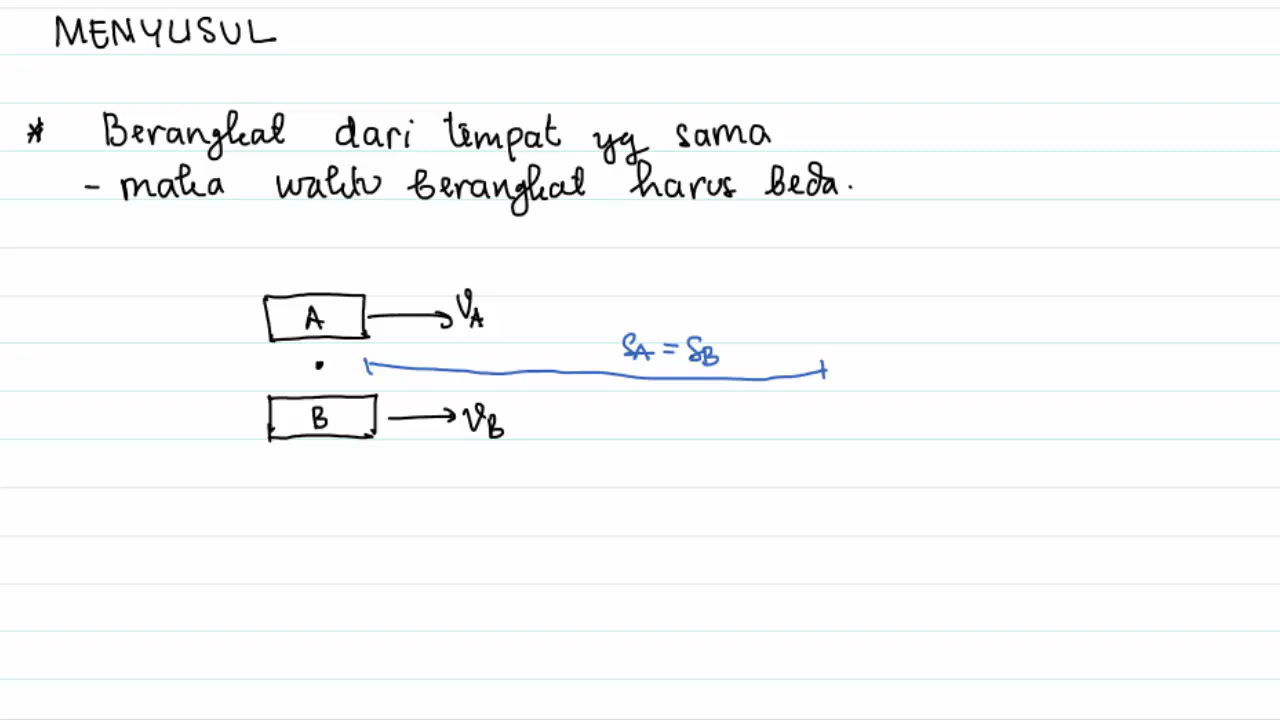 MENYUSUL
* Berangkat dari tempat yg sama
- maka waktu berangkat harus beda.
A → VA
SA = SB
B → VB